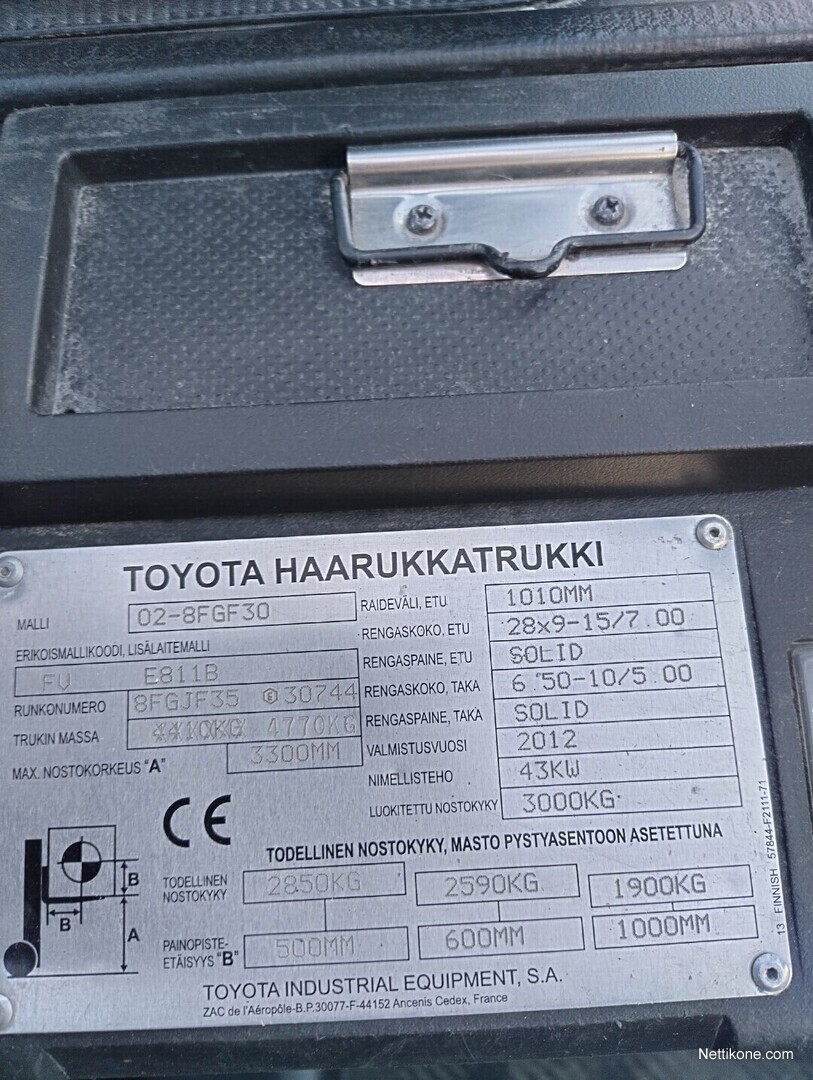 TOYOTA HAARUKKATRUKKI
MALLI 02-8FGF30
ERIKOISMALLIKOODI, LISÄLAITEMALLI
FV E811B
RUNKONUMERO 8FGJF35 Ⓔ30744
TRUKIN MASSA 4410KG 4770KG
MAX. NOSTOKORKEUS "A" 3300MM
RAIDEVÄLI, ETU 1010MM
RENGASKOKO, ETU 28x9-15/7.00
RENGASPAINE, ETU SOLID
RENGASKOKO, TAKA 6.50-10/5.00
RENGASPAINE, TAKA SOLID
VALMISTUSVUOSI 2012
NIMELLISTEHO 43KW
LUOKITETTU NOSTOKYKY 3000KG
CE
TODELLINEN NOSTOKYKY, MASTO PYSTYASENTOON ASETETTUNA
B
B
A
TODELLINEN NOSTOKYKY 2850KG 2590KG 1900KG
PAINOPISTE-
ETÄISYYS "B" 500MM 600MM 1000MM
TOYOTA INDUSTRIAL EQUIPMENT, S.A.
ZAC de l'Aéropôle-B.P.30077-F-44152 Ancenis Cedex, France
13 FINNISH 57844-F2111-71
Nettikone.com